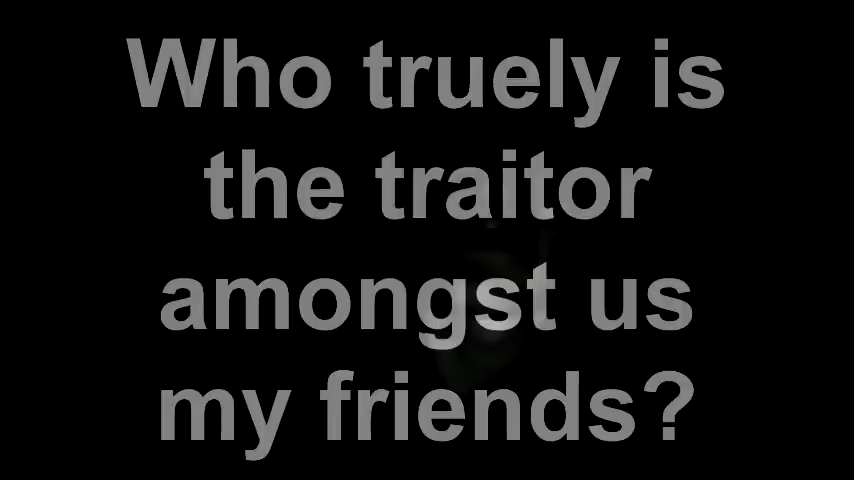 Who truely is
the traitor
amongst us
my friends?